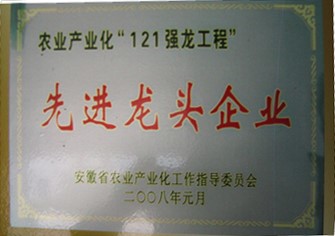 农业产业化“121强龙工程”
先进龙头企业
安徽省农业产业化工作指导委员会
二〇〇八年元月